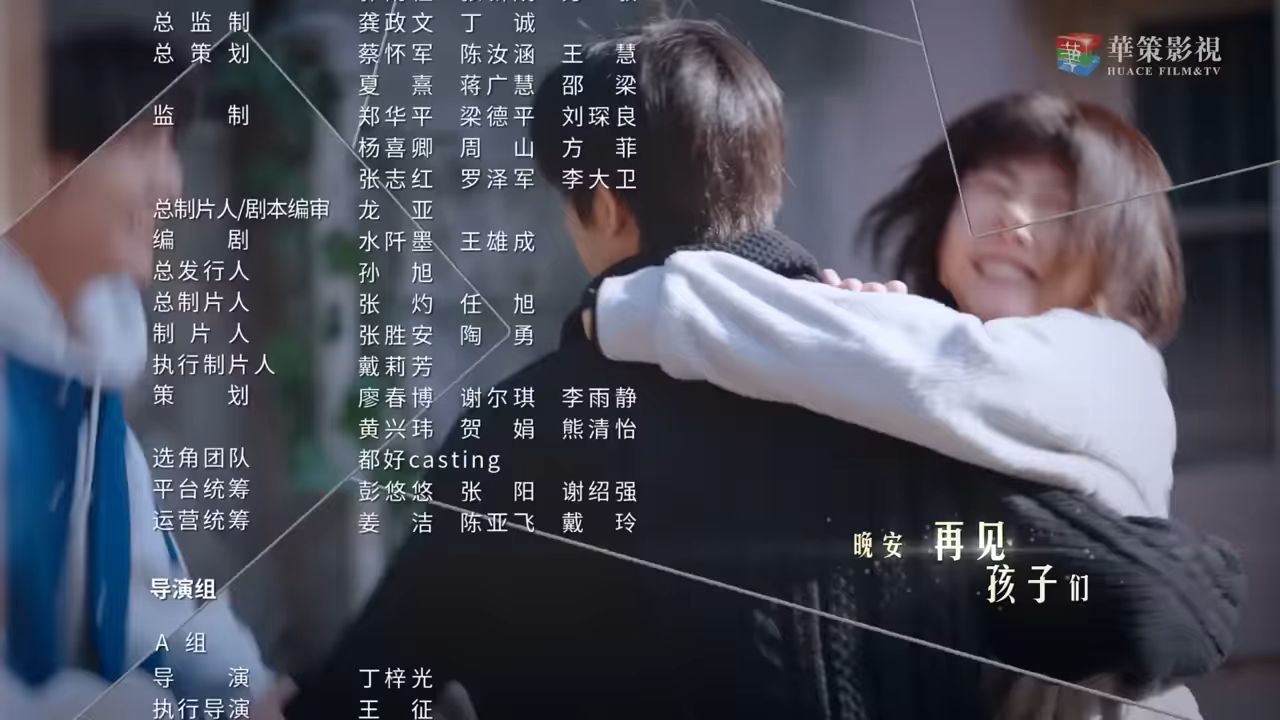 总监制 龚政文 丁诚
总策划 蔡怀军 陈汝涵 王慧
夏熹 蒋广慧 邵梁
监制 郑华平 梁德平 刘琛良
杨喜卿 周山 方菲
张志红 罗泽军 李大卫
总制片人/剧本编审 龙亚
编剧 水阡墨 王雄成
总发行人 孙旭
总制片人 张灼 任旭
制片人 张胜安 陶勇
执行制片人 戴莉芳
策划 廖春博 谢尔琪 李雨静
黄兴玮 贺娟 熊清怡
选角团队 都好casting
平台统筹 彭悠悠 张阳 谢绍强
运营统筹 姜洁 陈亚飞 戴玲
导演组
A 组
导演 丁梓光
执行导演 王征
華
華策影視
HUACE FILM&TV
晚安 再见
孩子们